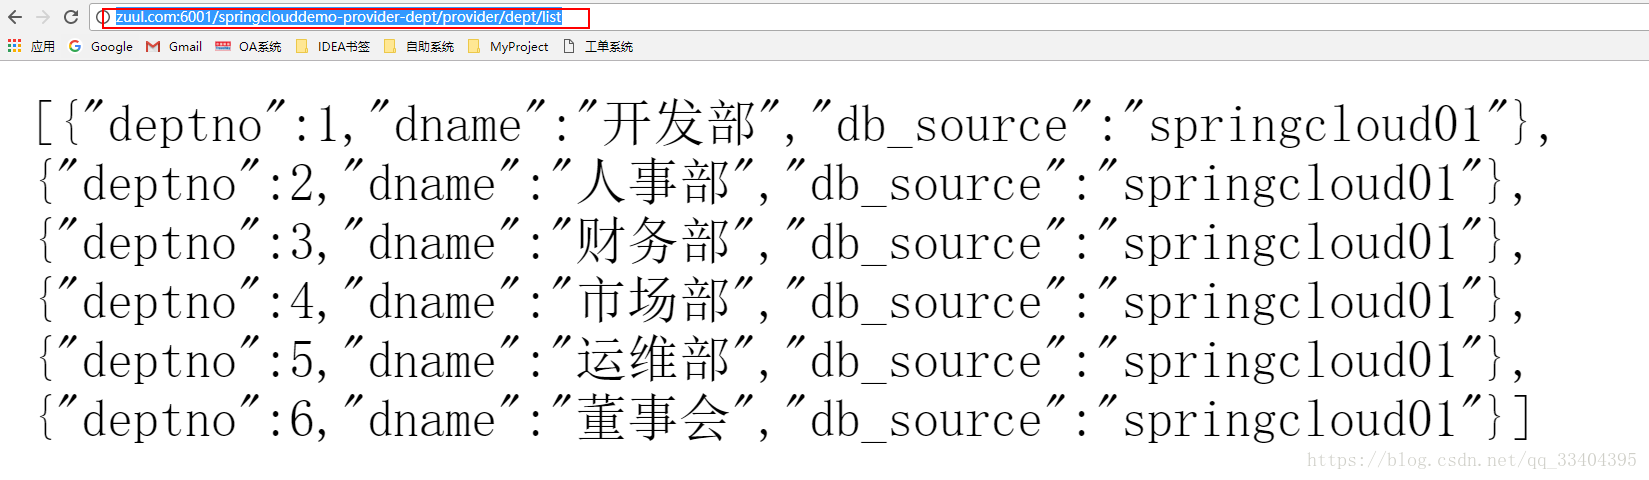 zuul.com:6001/springclouddemo-provider-dept/provider/dept/list
应用 Google Gmail OA系统 IDEA书签 自助系统 MyProject 工单系统
[{"deptno":1,"dname":"开发部","db_source":"springcloud01"},
{"deptno":2,"dname":"人事部","db_source":"springcloud01"},
{"deptno":3,"dname":"财务部","db_source":"springcloud01"},
{"deptno":4,"dname":"市场部","db_source":"springcloud01"},
{"deptno":5,"dname":"运维部","db_source":"springcloud01"},
{"deptno":6,"dname":"董事会","db_source":"springcloud01"}]
https://blog.csdn.net/qq_33404395